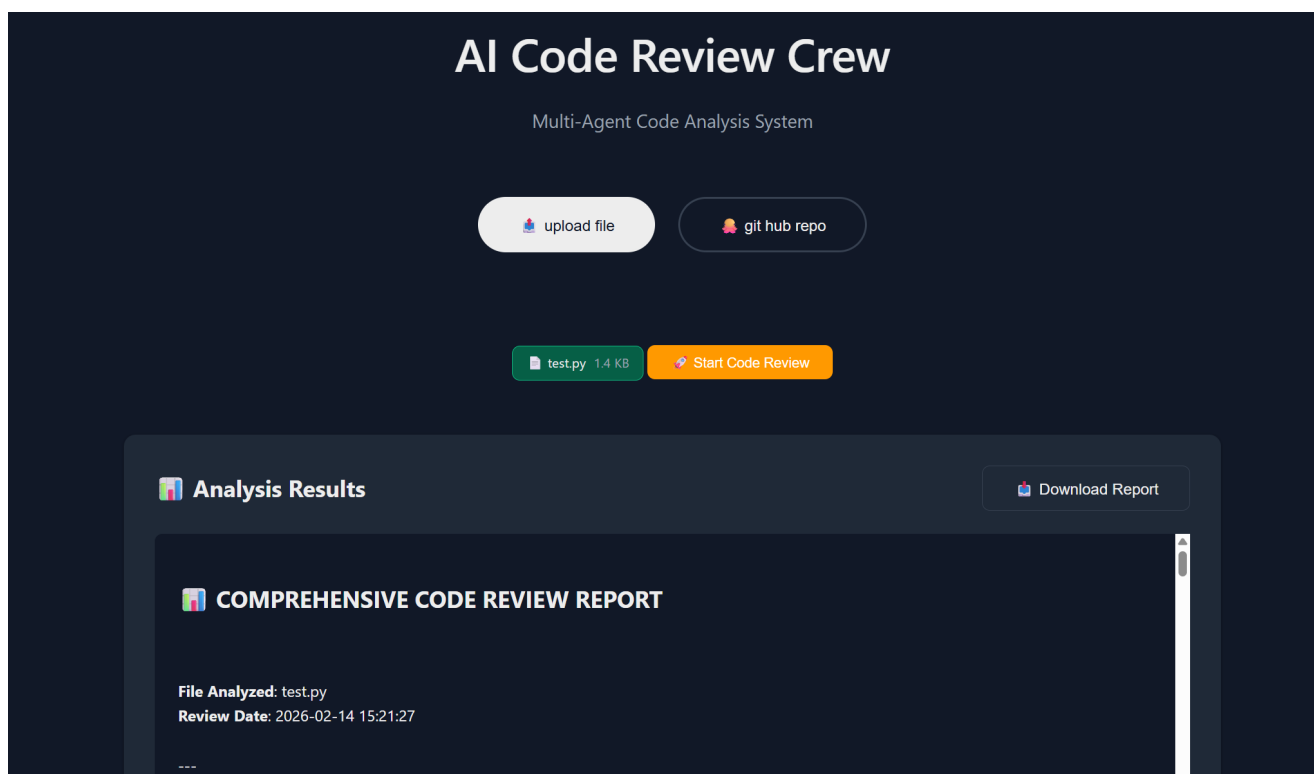 AI Code Review Crew
Multi-Agent Code Analysis System
upload file
git hub repo
test.py 1.4 KB
Start Code Review
Analysis Results
Download Report
COMPREHENSIVE CODE REVIEW REPORT
File Analyzed: test.py
Review Date: 2026-02-14 15:21:27
---